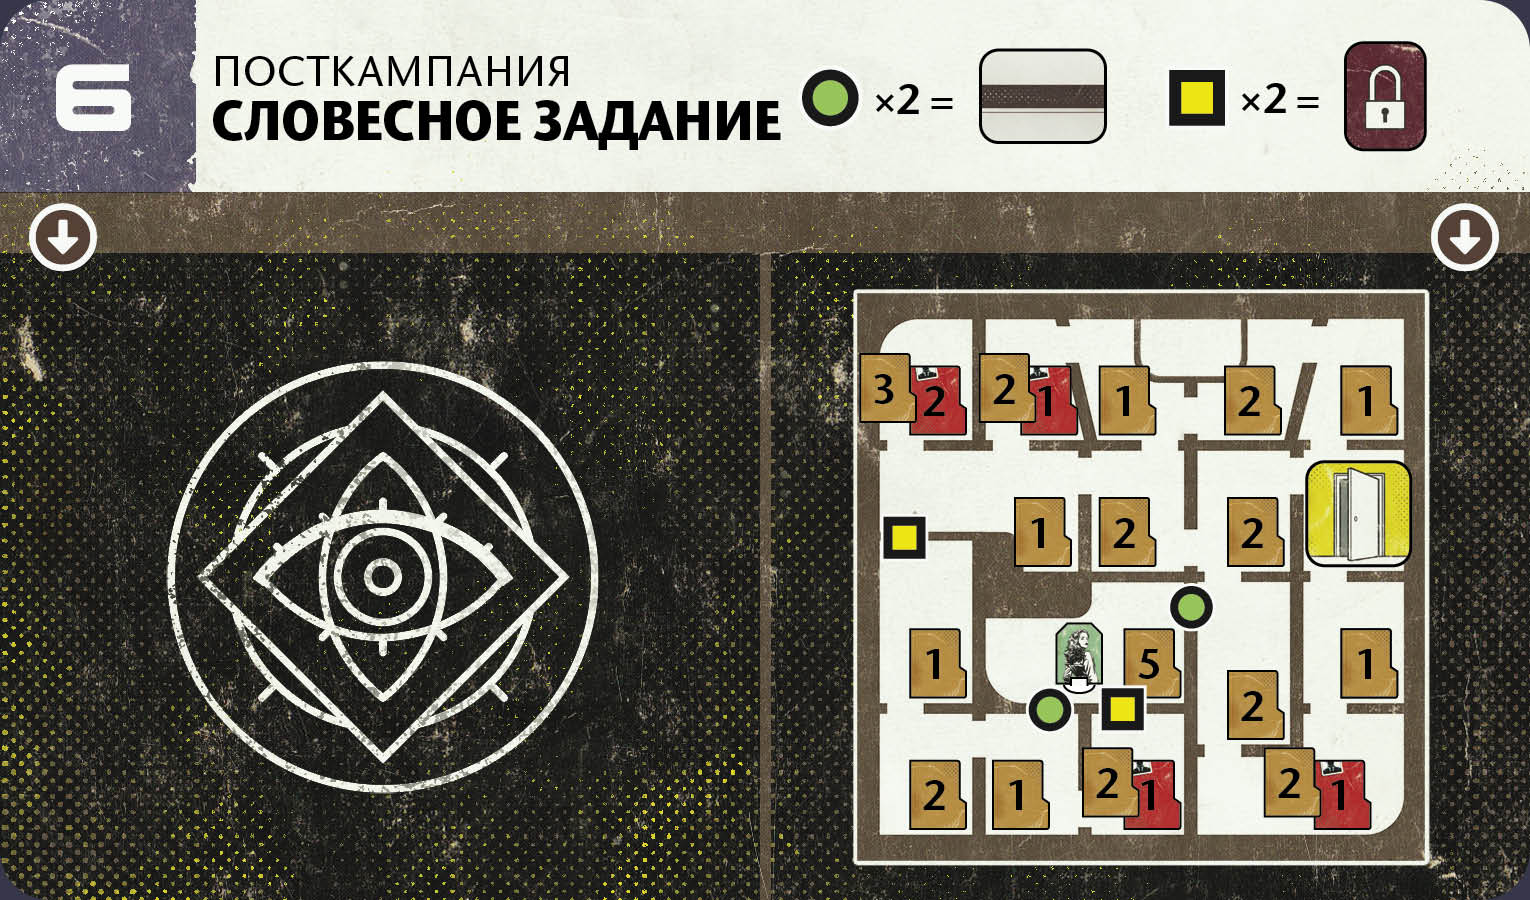 6
ПОСТКАМПАНИЯ
СЛОВЕСНОЕ ЗАДАНИЕ
×2 =
×2 =
3 2 2 1 1 2 1
1 2 2
1 5 1
2
2 1 2 1 2 1